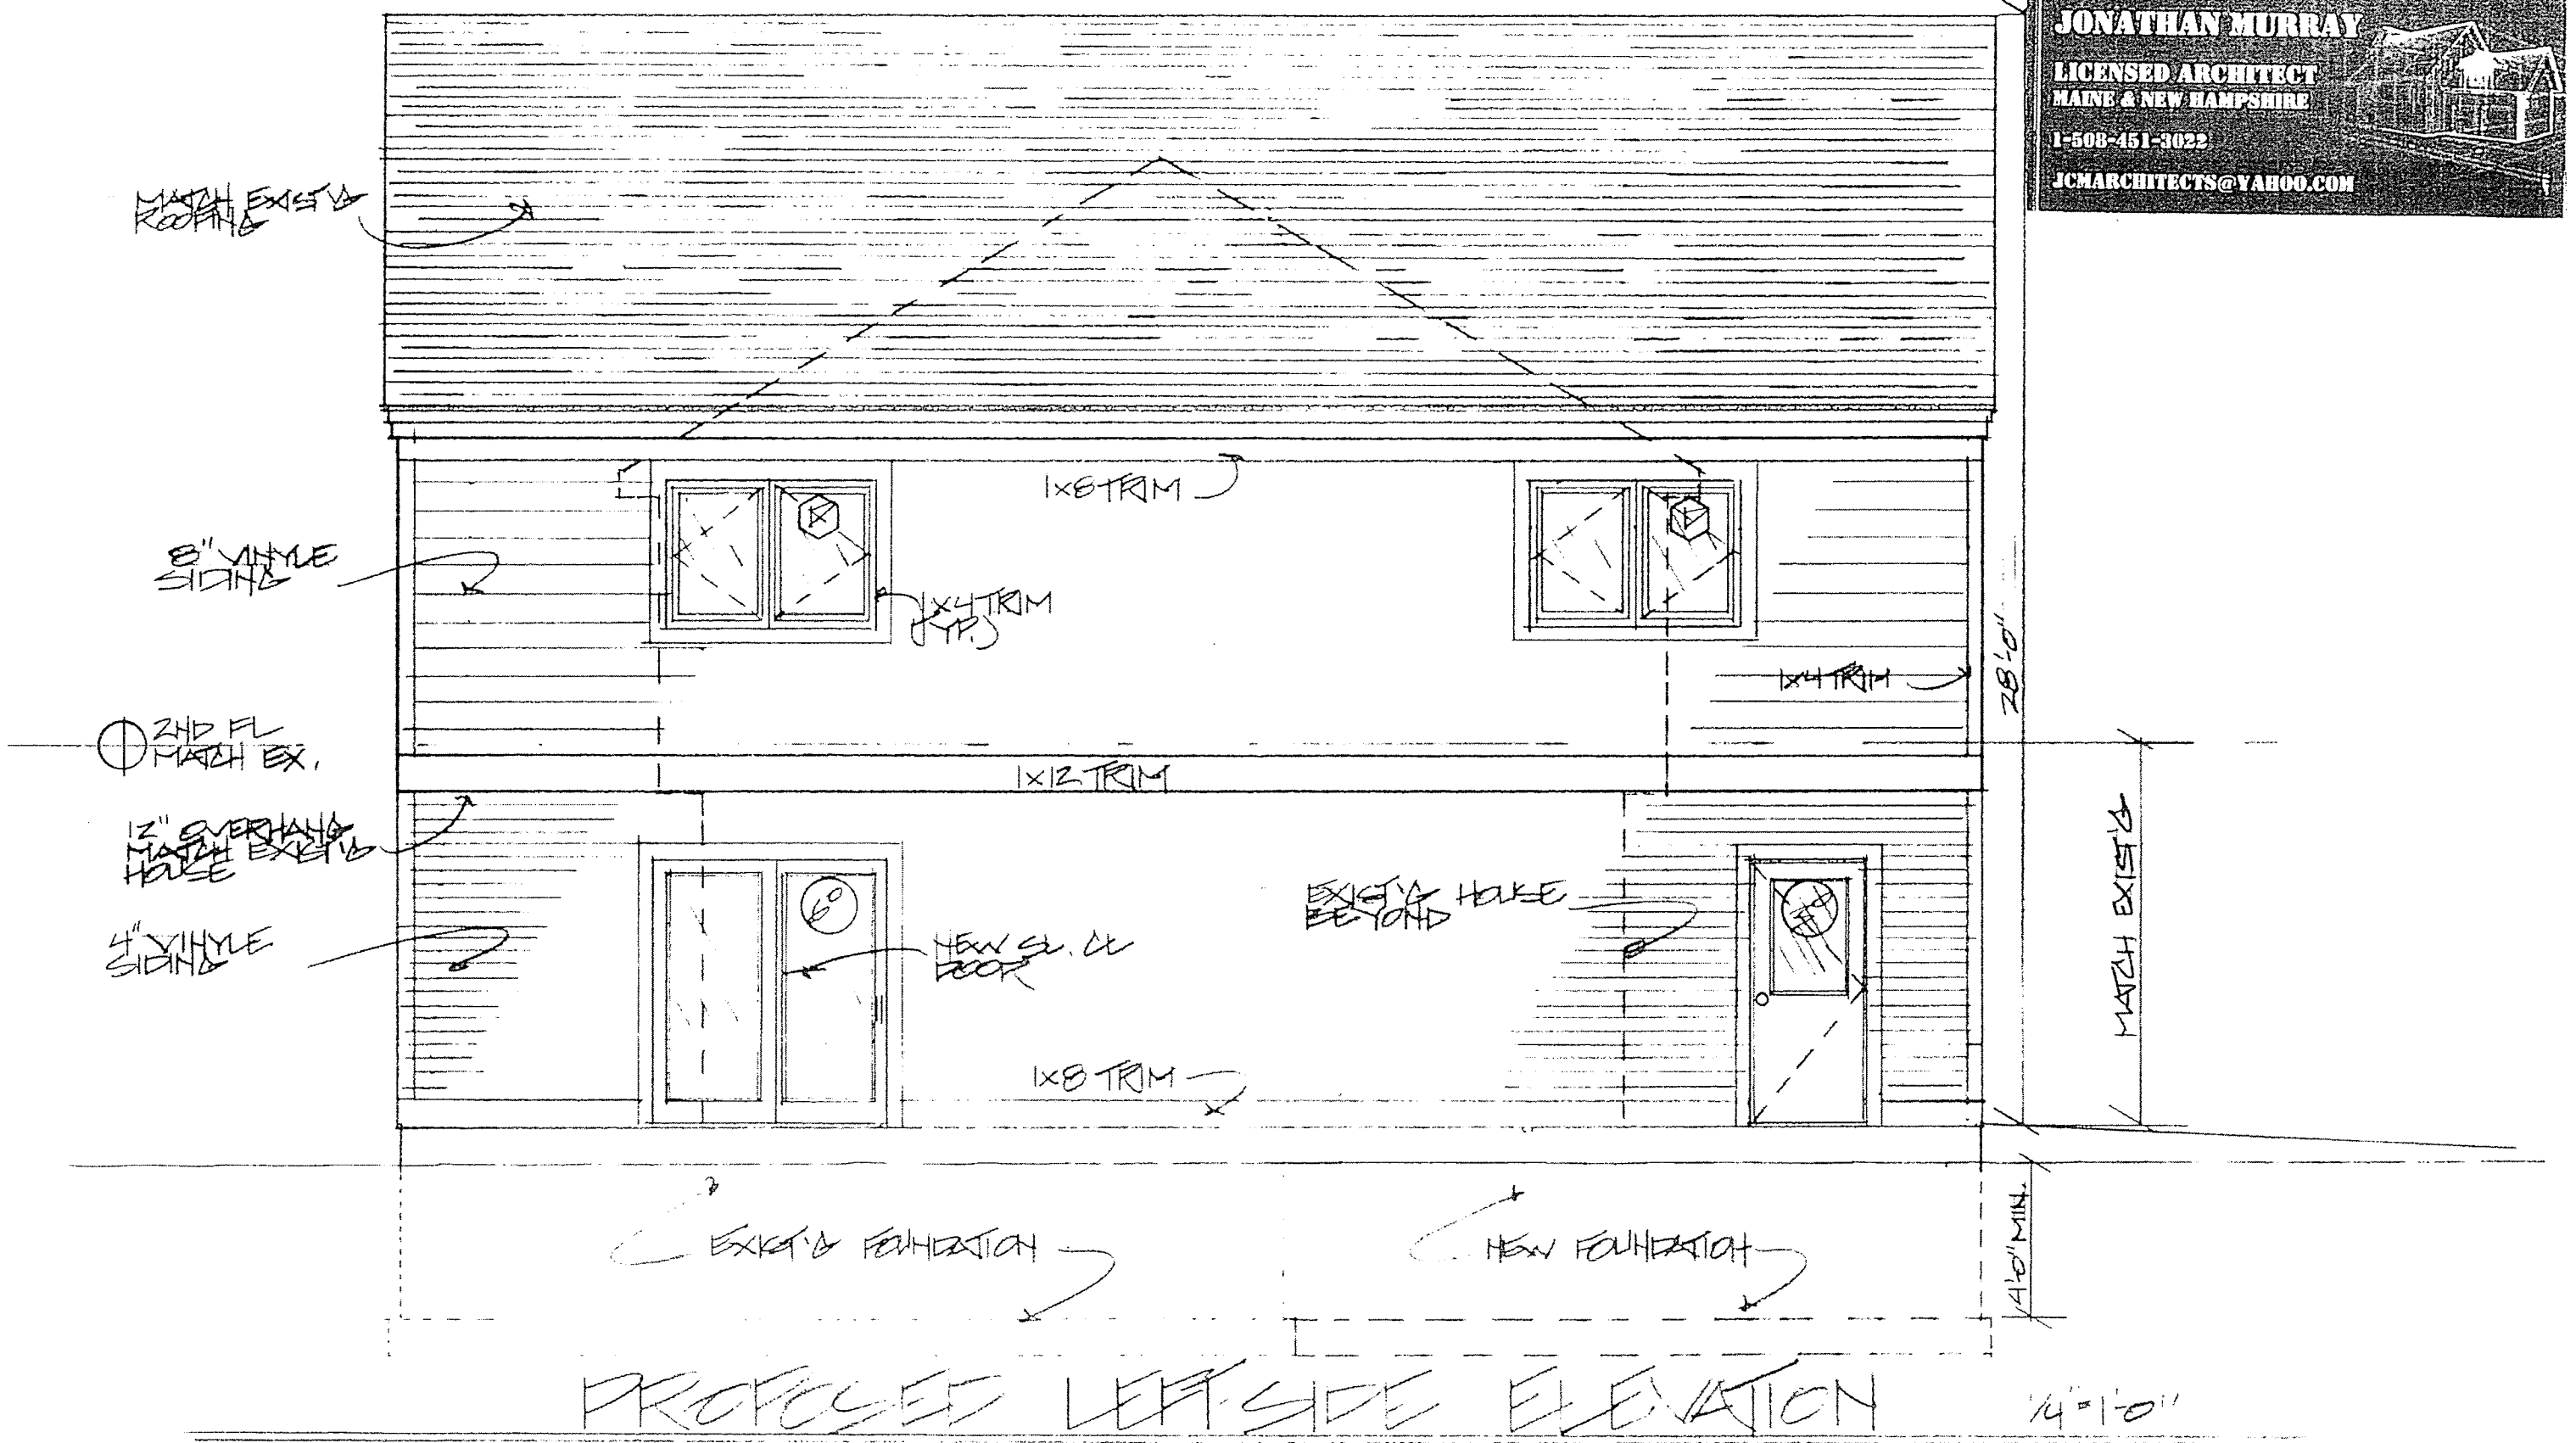 JONATHAN MURRAY
LICENSED ARCHITECT
MAINE & NEW HAMPSHIRE
1-508-451-3022
JCMARCHITECTS@YAHOO.COM
MATCH EXIST'G
ROOFING
1X8 TRIM
8" VINYLE
SIDING
1X4 TRIM
(TYP.)
1X4 TRIM
28'-0"
2ND FL
MATCH EX.
1X12 TRIM
12" OVERHANG
MATCH EXIST'G
HOUSE
MATCH EXIST'G
6⁰
EXIST'G HOUSE
BEYOND
4" VINYLE
SIDING
NEW SL. GL
DOOR
1X8 TRIM
EXIST'G FOUNDATION
NEW FOUNDATION
4'-0" MIN.
PROPOSED LEFT SIDE ELEVATION
1/4"=1'-0"